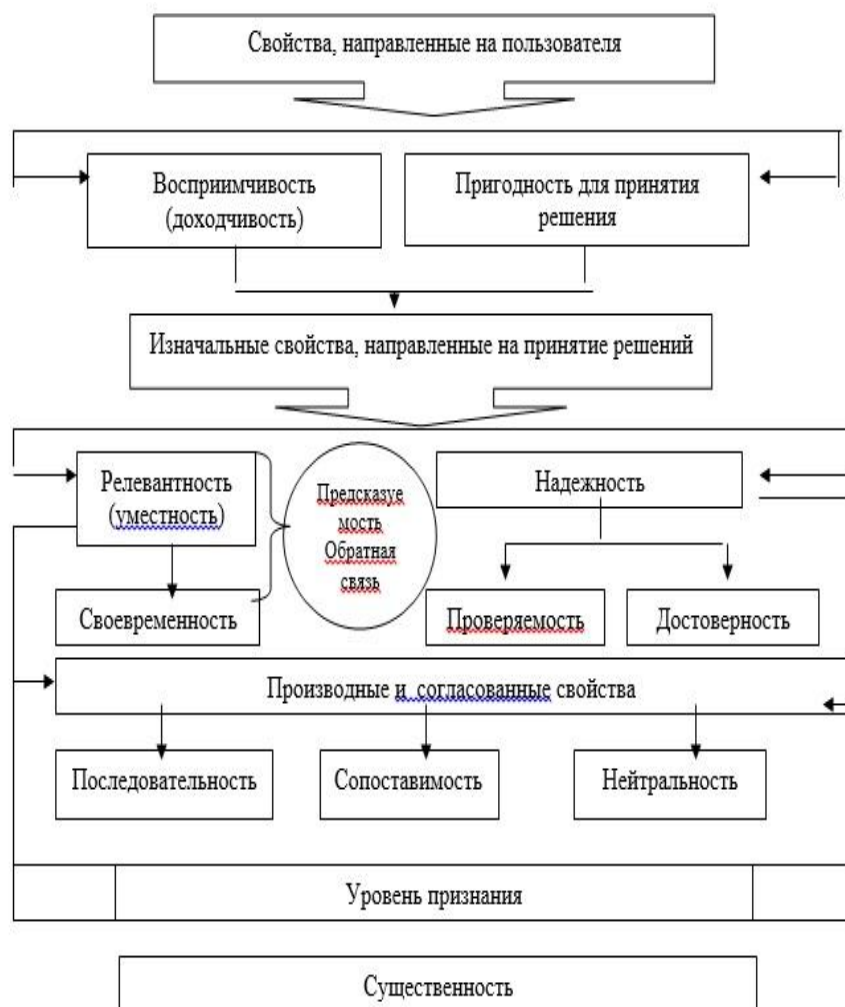 Свойства, направленные на пользователя
Восприимчивость
(доходчивость)
Пригодность для принятия
решения
Изначальные свойства, направленные на принятие решений
Релевантность
(уместность)
Предсказуе
мость
Обратная
связь
Надежность
Своевременность
Проверяемость
Достоверность
Производные и согласованные свойства
Последовательность
Сопоставимость
Нейтральность
Уровень признания
Существенность